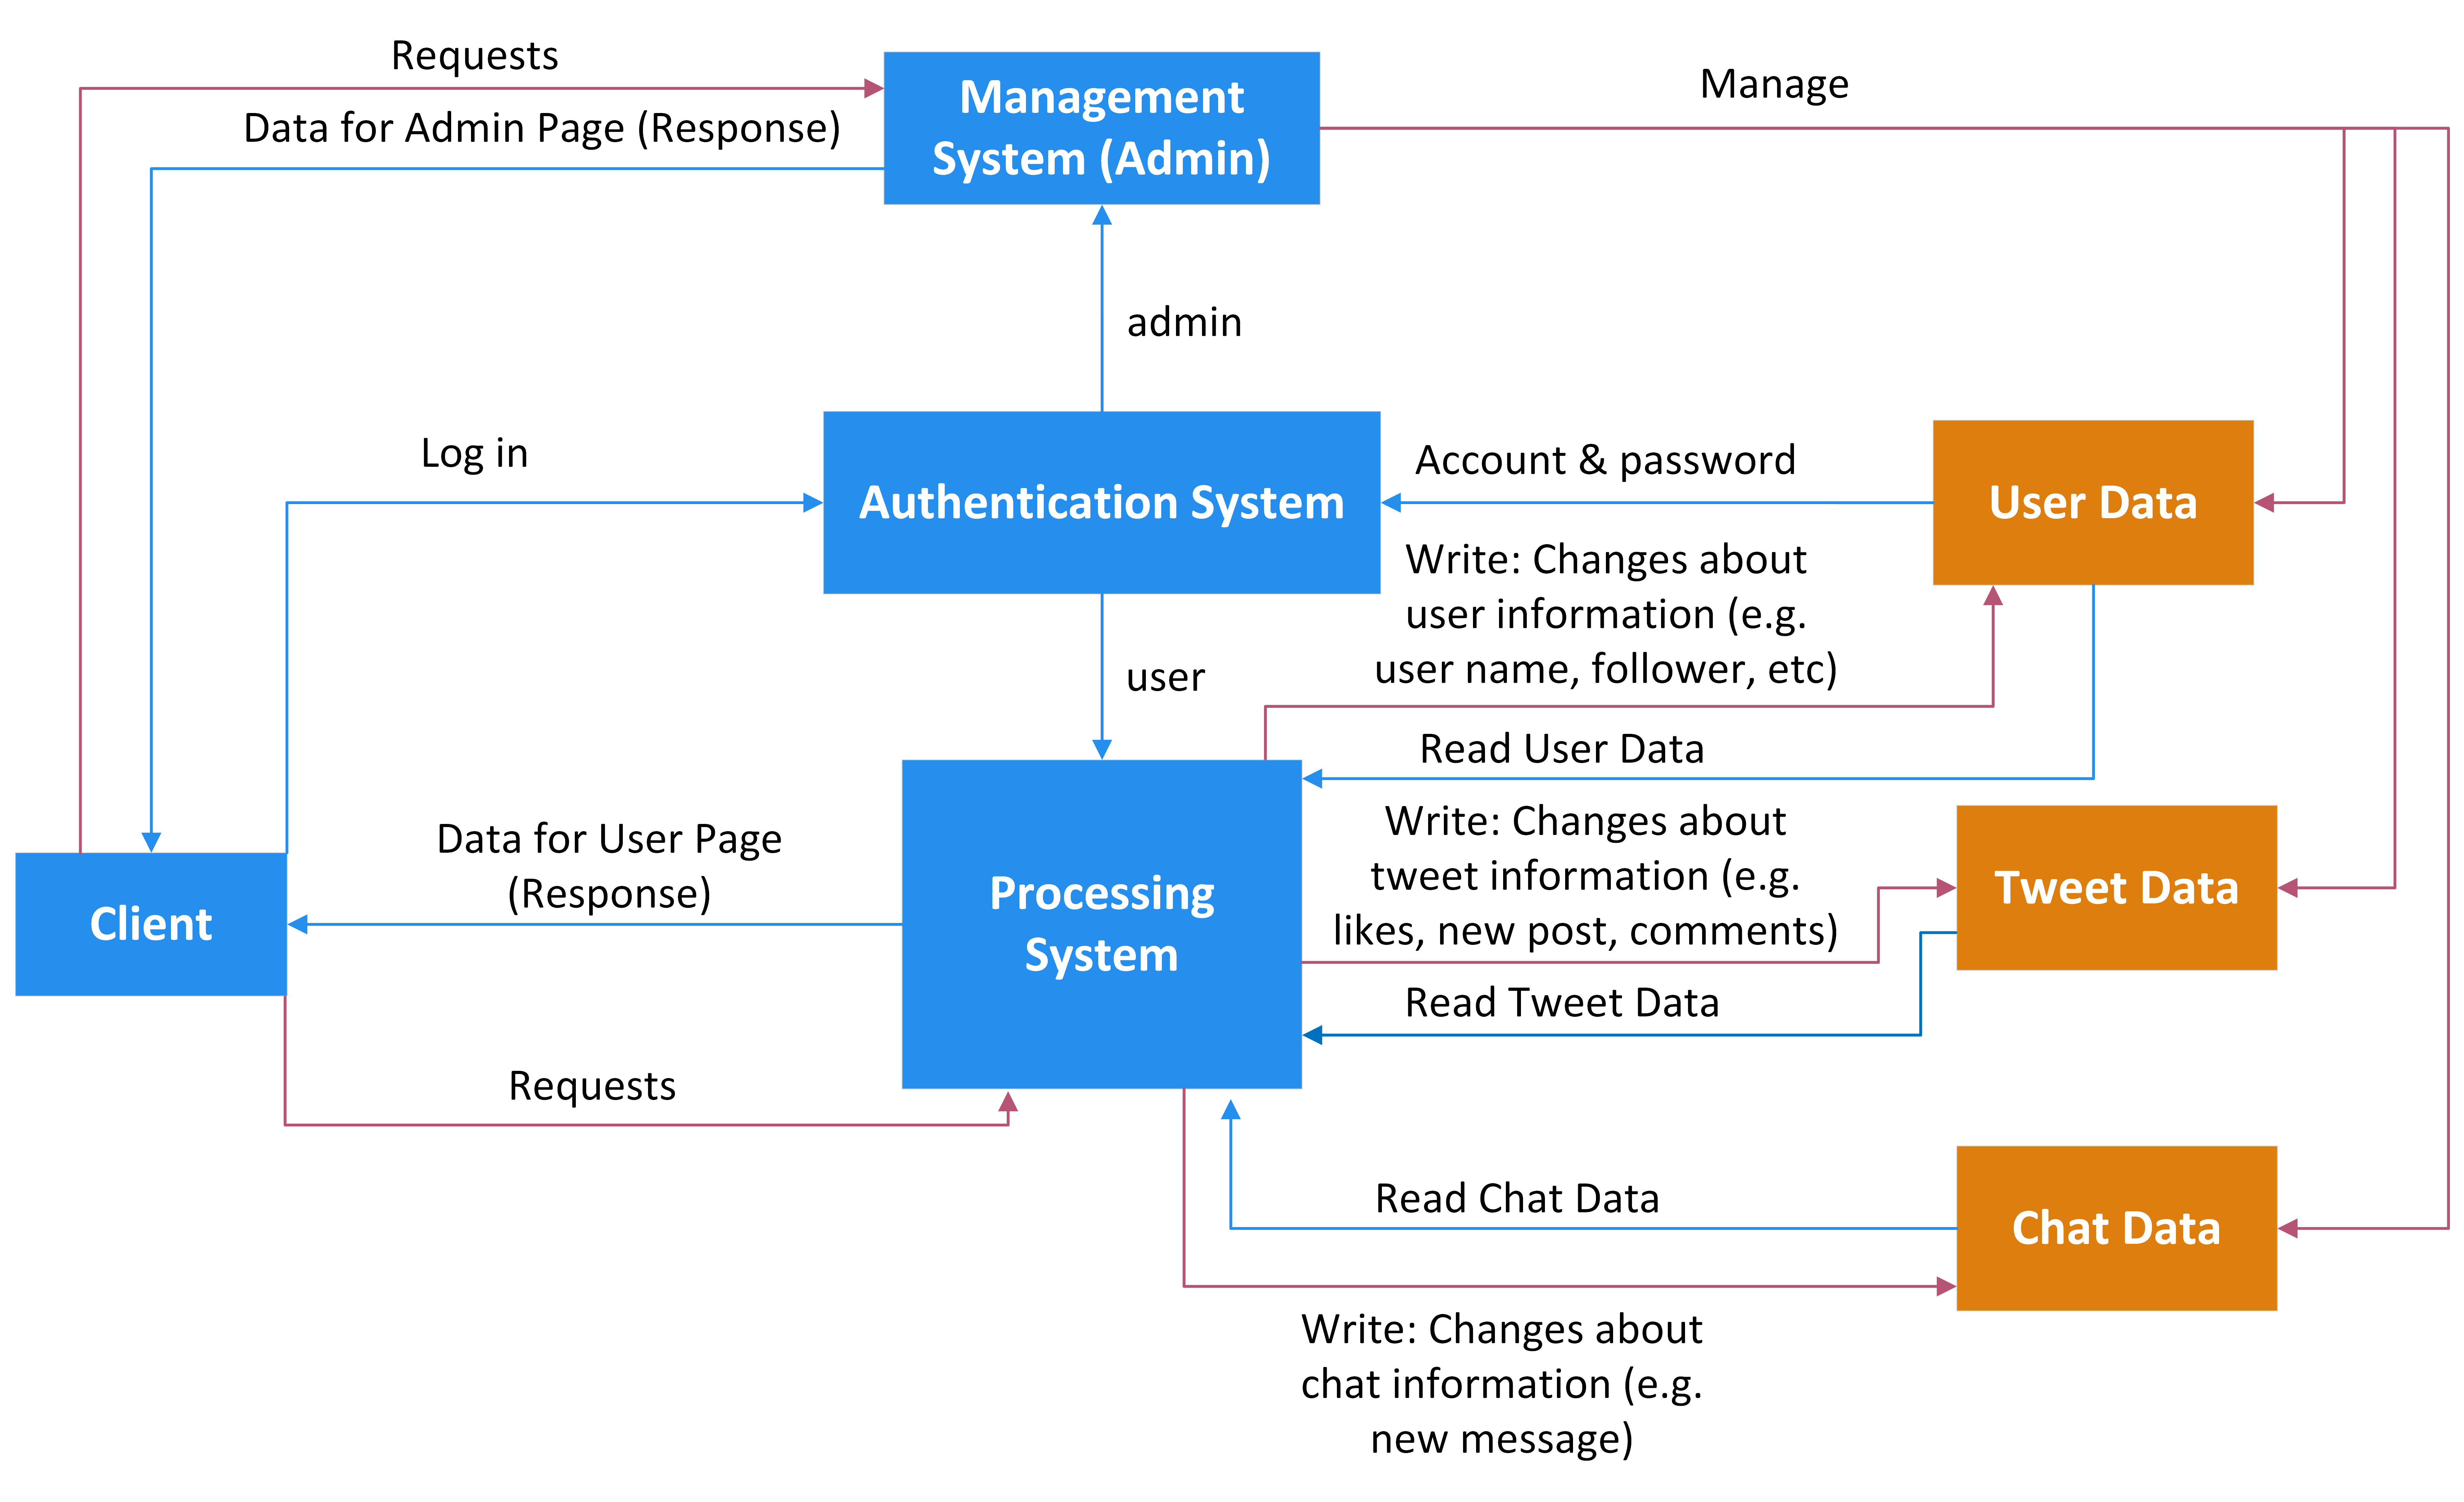 Requests
Management
System (Admin)
Manage
Data for Admin Page (Response)
admin
Log in
Authentication System
Account & password
User Data
Write: Changes about
user information (e.g.
user name, follower, etc)
user
Read User Data
Data for User Page
(Response)
Client
Processing
System
Write: Changes about
tweet information (e.g.
likes, new post, comments)
Tweet Data
Read Tweet Data
Requests
Read Chat Data
Chat Data
Write: Changes about
chat information (e.g.
new message)